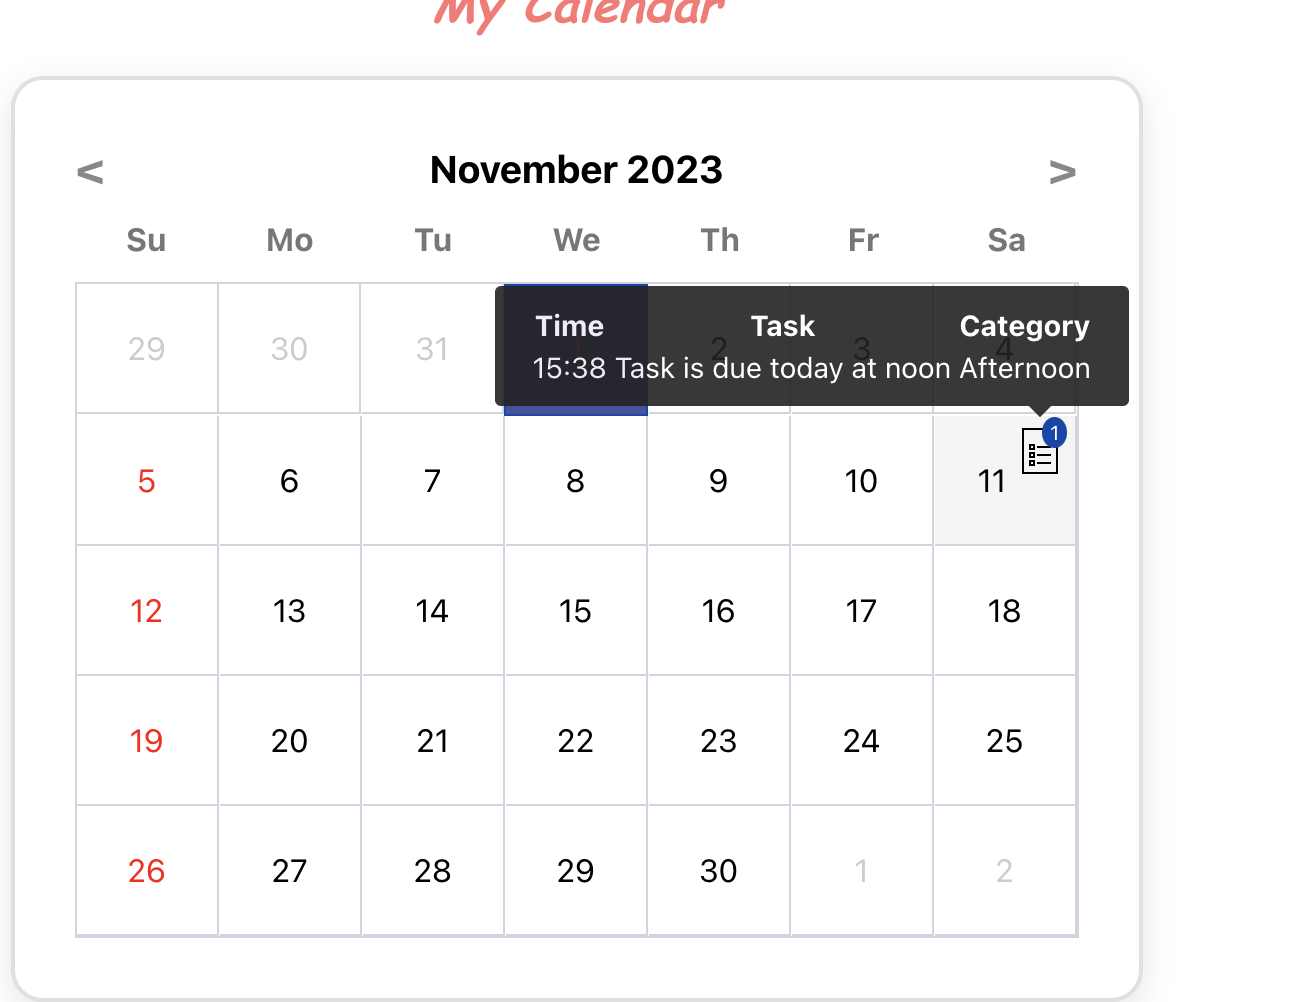 My Calendar
< November 2023 >
Su Mo Tu We Th Fr Sa
29 30 31 1 2 3 4
Time Task Category
15:38 Task is due today at noon Afternoon
1
5 6 7 8 9 10 11
12 13 14 15 16 17 18
19 20 21 22 23 24 25
26 27 28 29 30 1 2